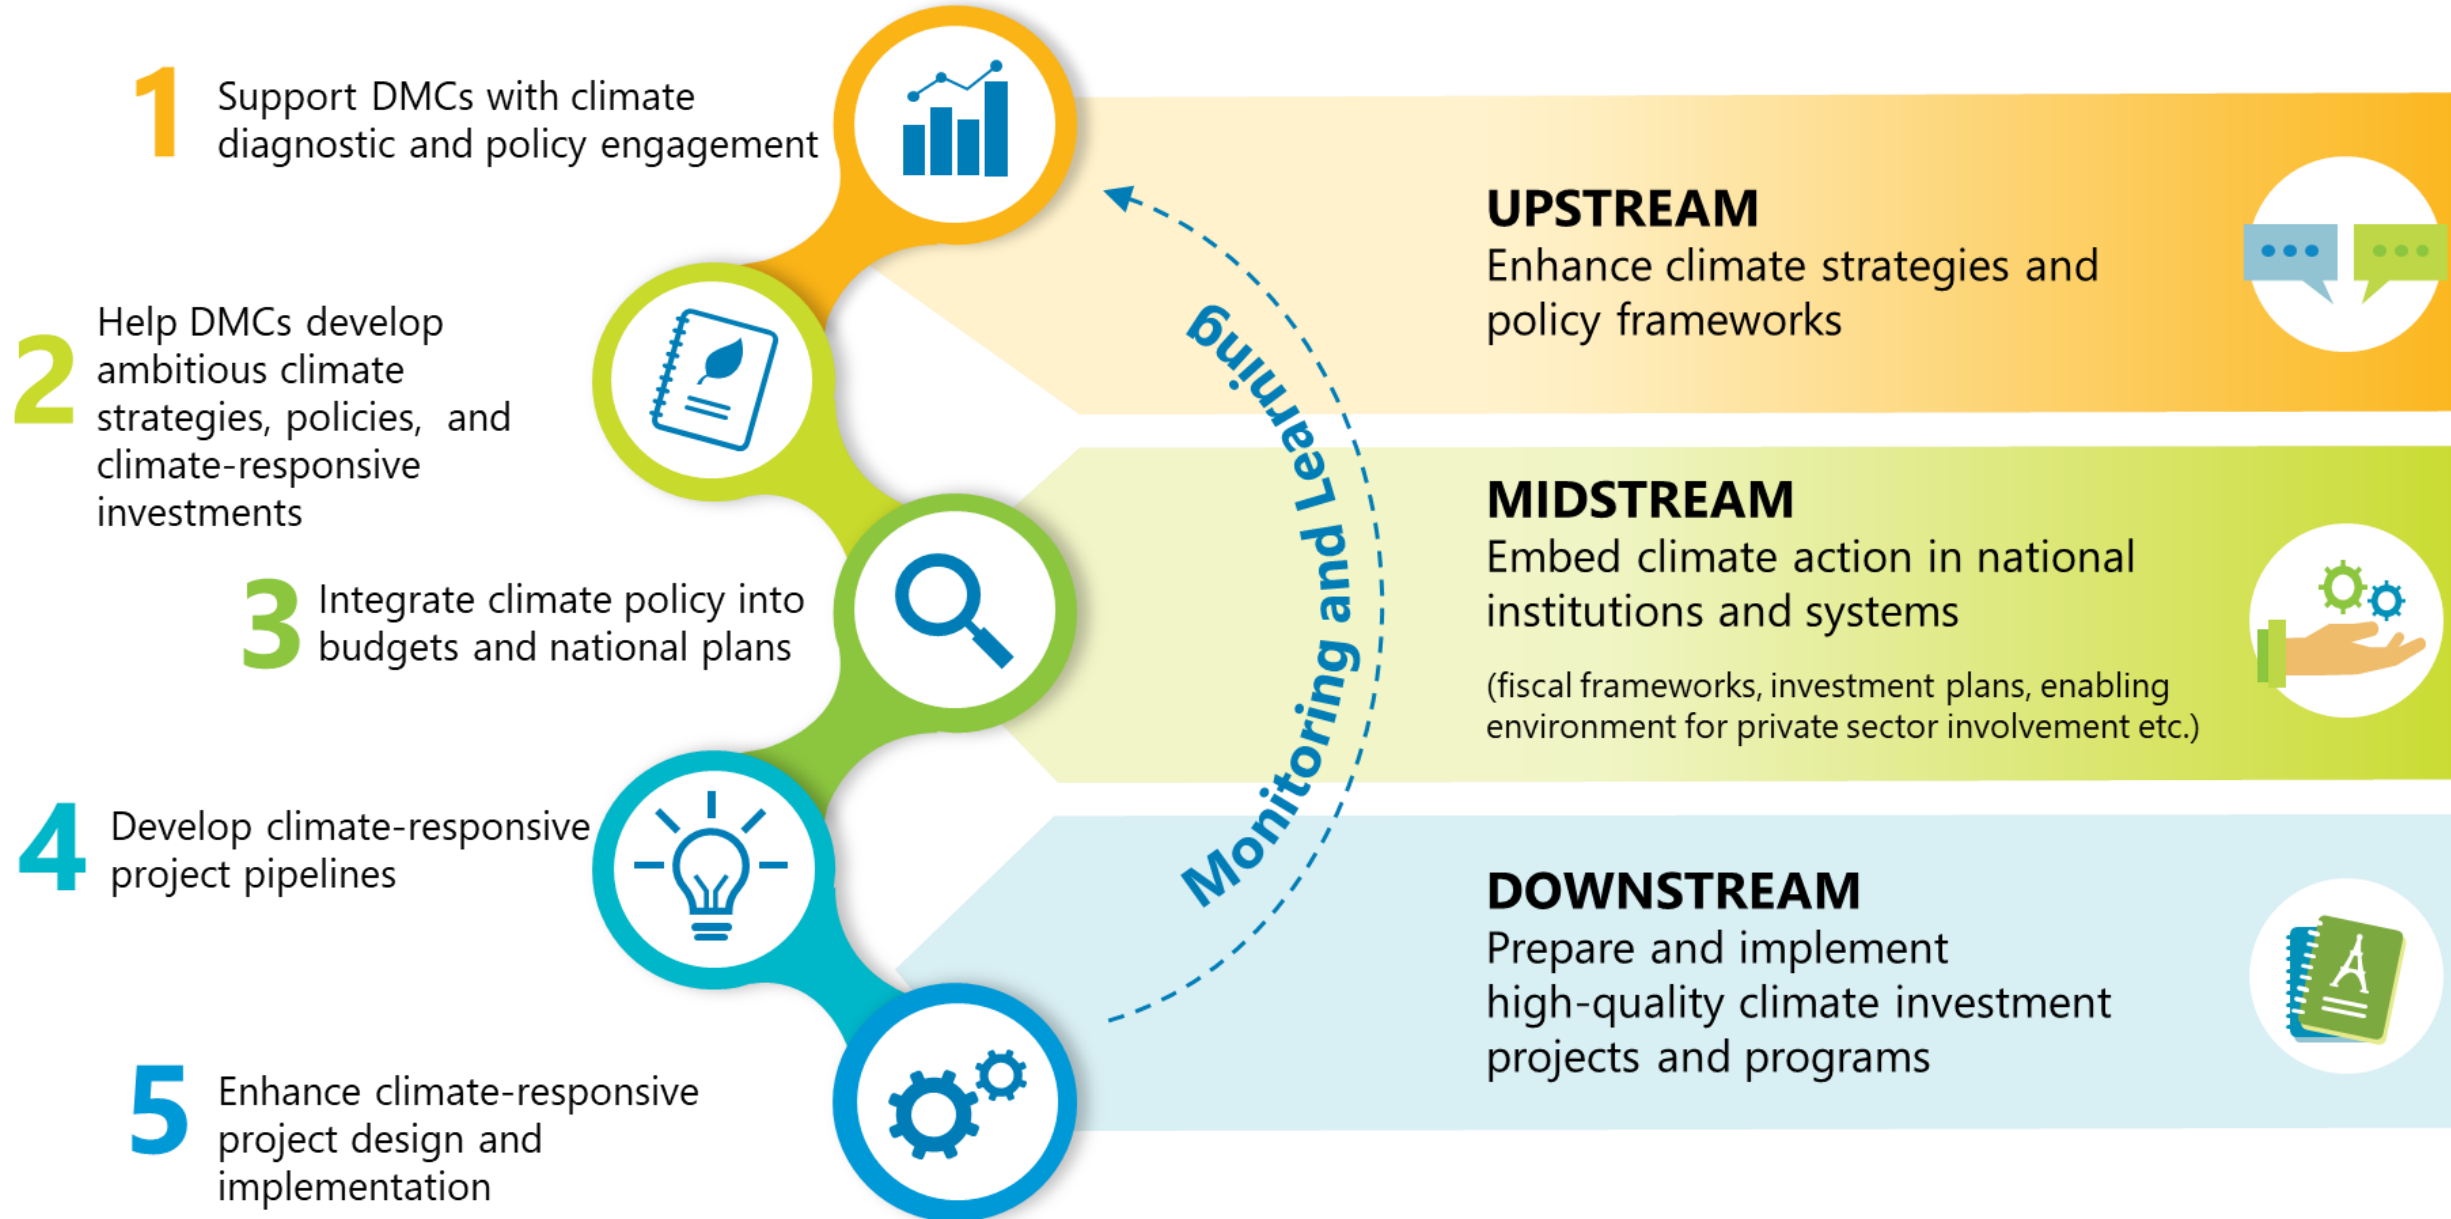 1
Support DMCs with climate
diagnostic and policy engagement
2
Help DMCs develop
ambitious climate
strategies, policies, and
climate-responsive
investments
3
Integrate climate policy into
budgets and national plans
4
Develop climate-responsive
project pipelines
5
Enhance climate-responsive
project design and
implementation
Monitoring and Learning
UPSTREAM
Enhance climate strategies and
policy frameworks
MIDSTREAM
Embed climate action in national
institutions and systems
(fiscal frameworks, investment plans, enabling
environment for private sector involvement etc.)
DOWNSTREAM
Prepare and implement
high-quality climate investment
projects and programs